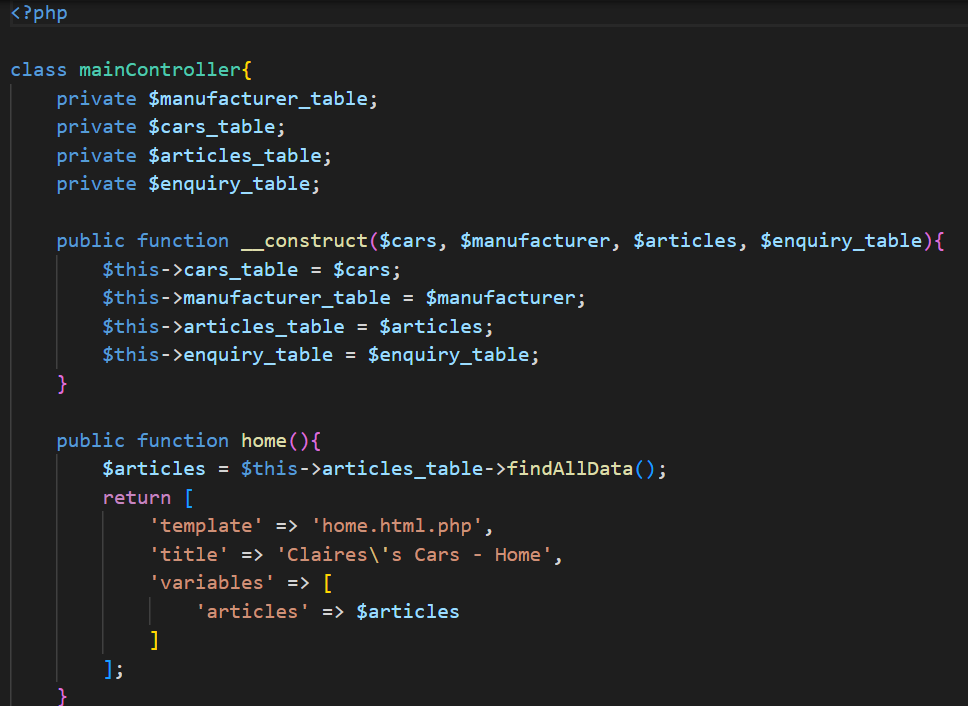 <?php
class mainController{
    private $manufacturer_table;
    private $cars_table;
    private $articles_table;
    private $enquiry_table;
    public function __construct($cars, $manufacturer, $articles, $enquiry_table){
        $this->cars_table = $cars;
        $this->manufacturer_table = $manufacturer;
        $this->articles_table = $articles;
        $this->enquiry_table = $enquiry_table;
    }
    public function home(){
        $articles = $this->articles_table->findAllData();
        return [
            'template' => 'home.html.php',
            'title' => 'Claires\'s Cars - Home',
            'variables' => [
                'articles' => $articles
            ]
        ];
    }